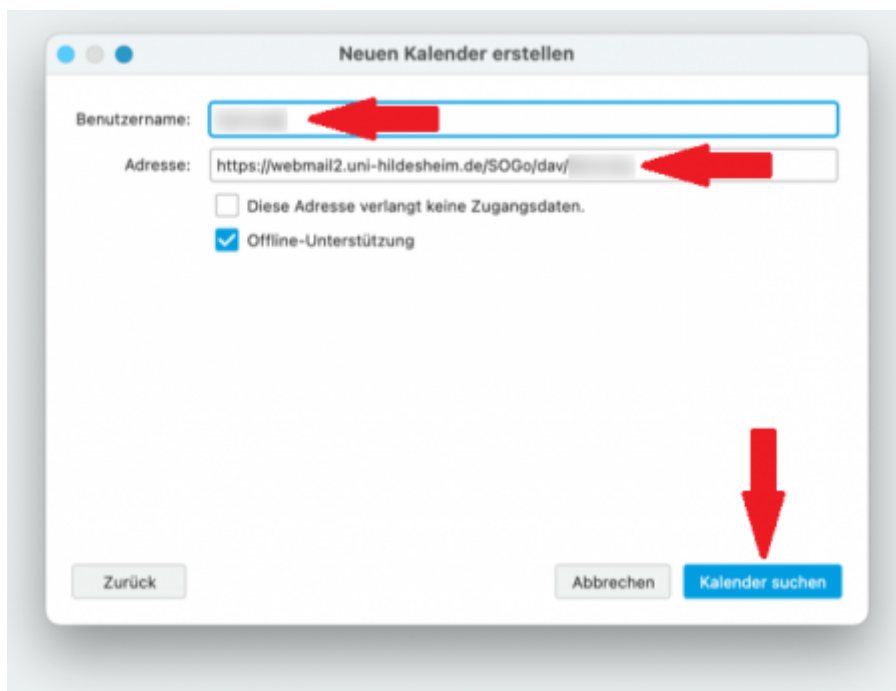 Neuen Kalender erstellen
Benutzername:
Adresse: https://webmail2.uni-hildesheim.de/SOGo/dav/
Diese Adresse verlangt keine Zugangsdaten.
Offline-Unterstützung
Zurück Abbrechen Kalender suchen